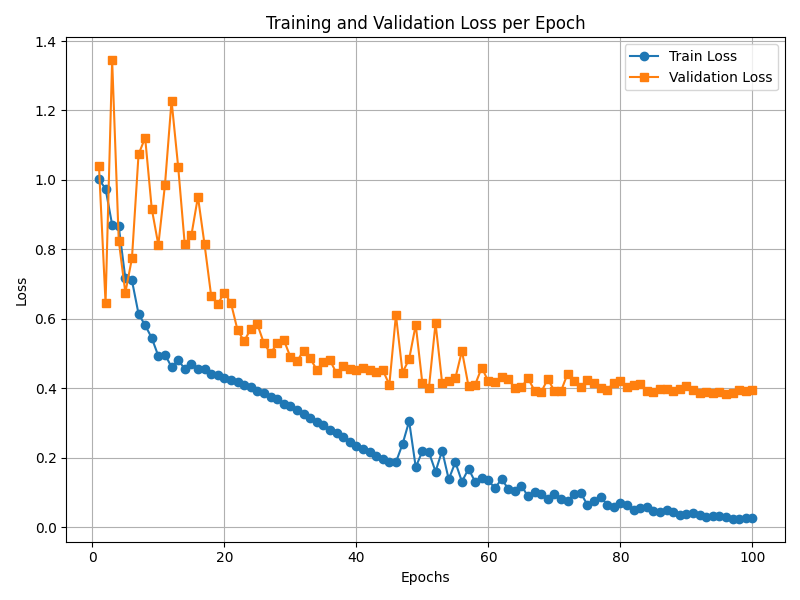 Training and Validation Loss per Epoch
Train Loss
Validation Loss
1.4
1.2
1.0
0.8
0.6
0.4
0.2
0.0
Loss
0 20 40 60 80 100
Epochs